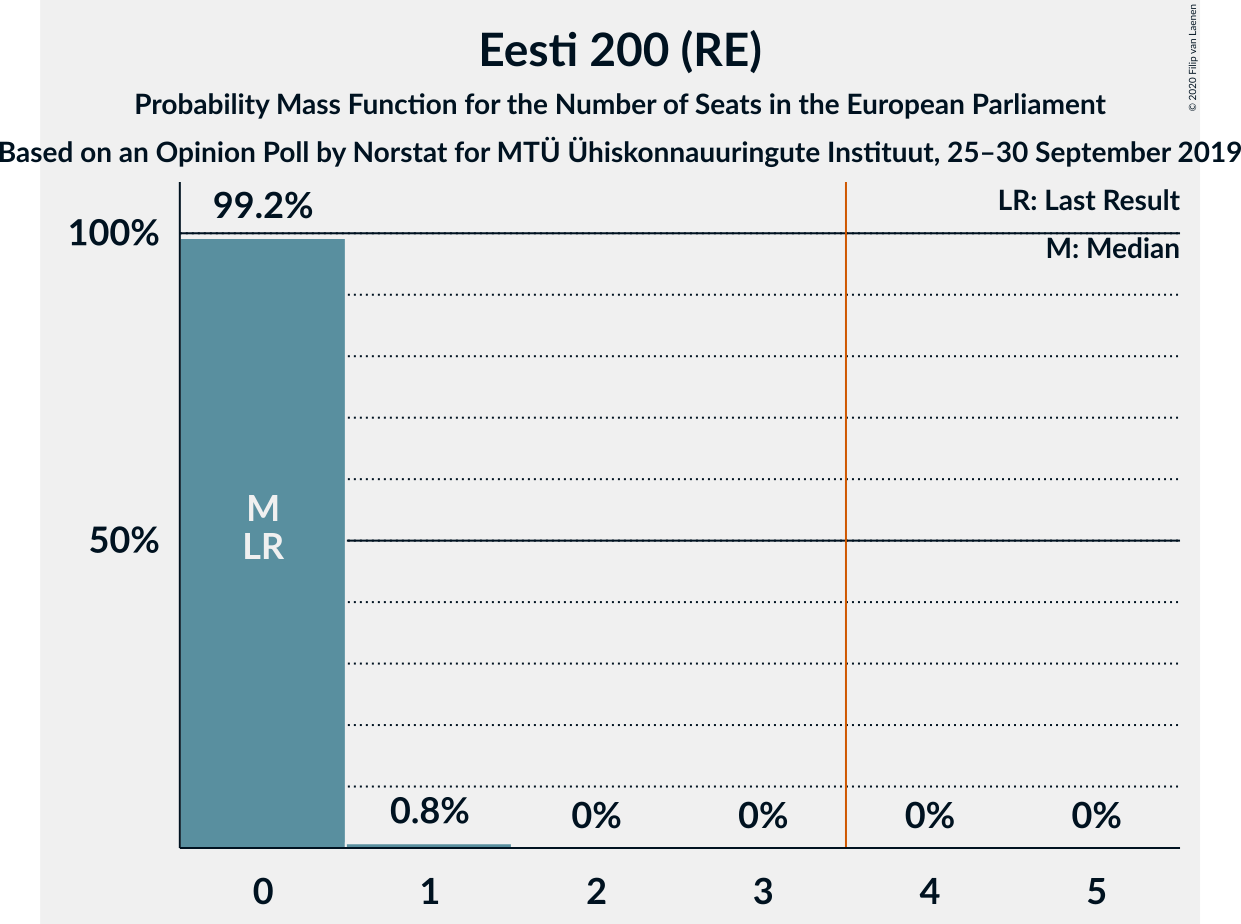 Eesti 200 (RE)
Probability Mass Function for the Number of Seats in the European Parliament
Based on an Opinion Poll by Norstat for MTÜ Ühiskonnauuringute Instituut, 25–30 September 2019
© 2020 Filip van Laenen
LR: Last Result
M: Median
99.2%
100%
M
LR
50%
0.8%
0%
0%
0%
0%
0
1
2
3
4
5